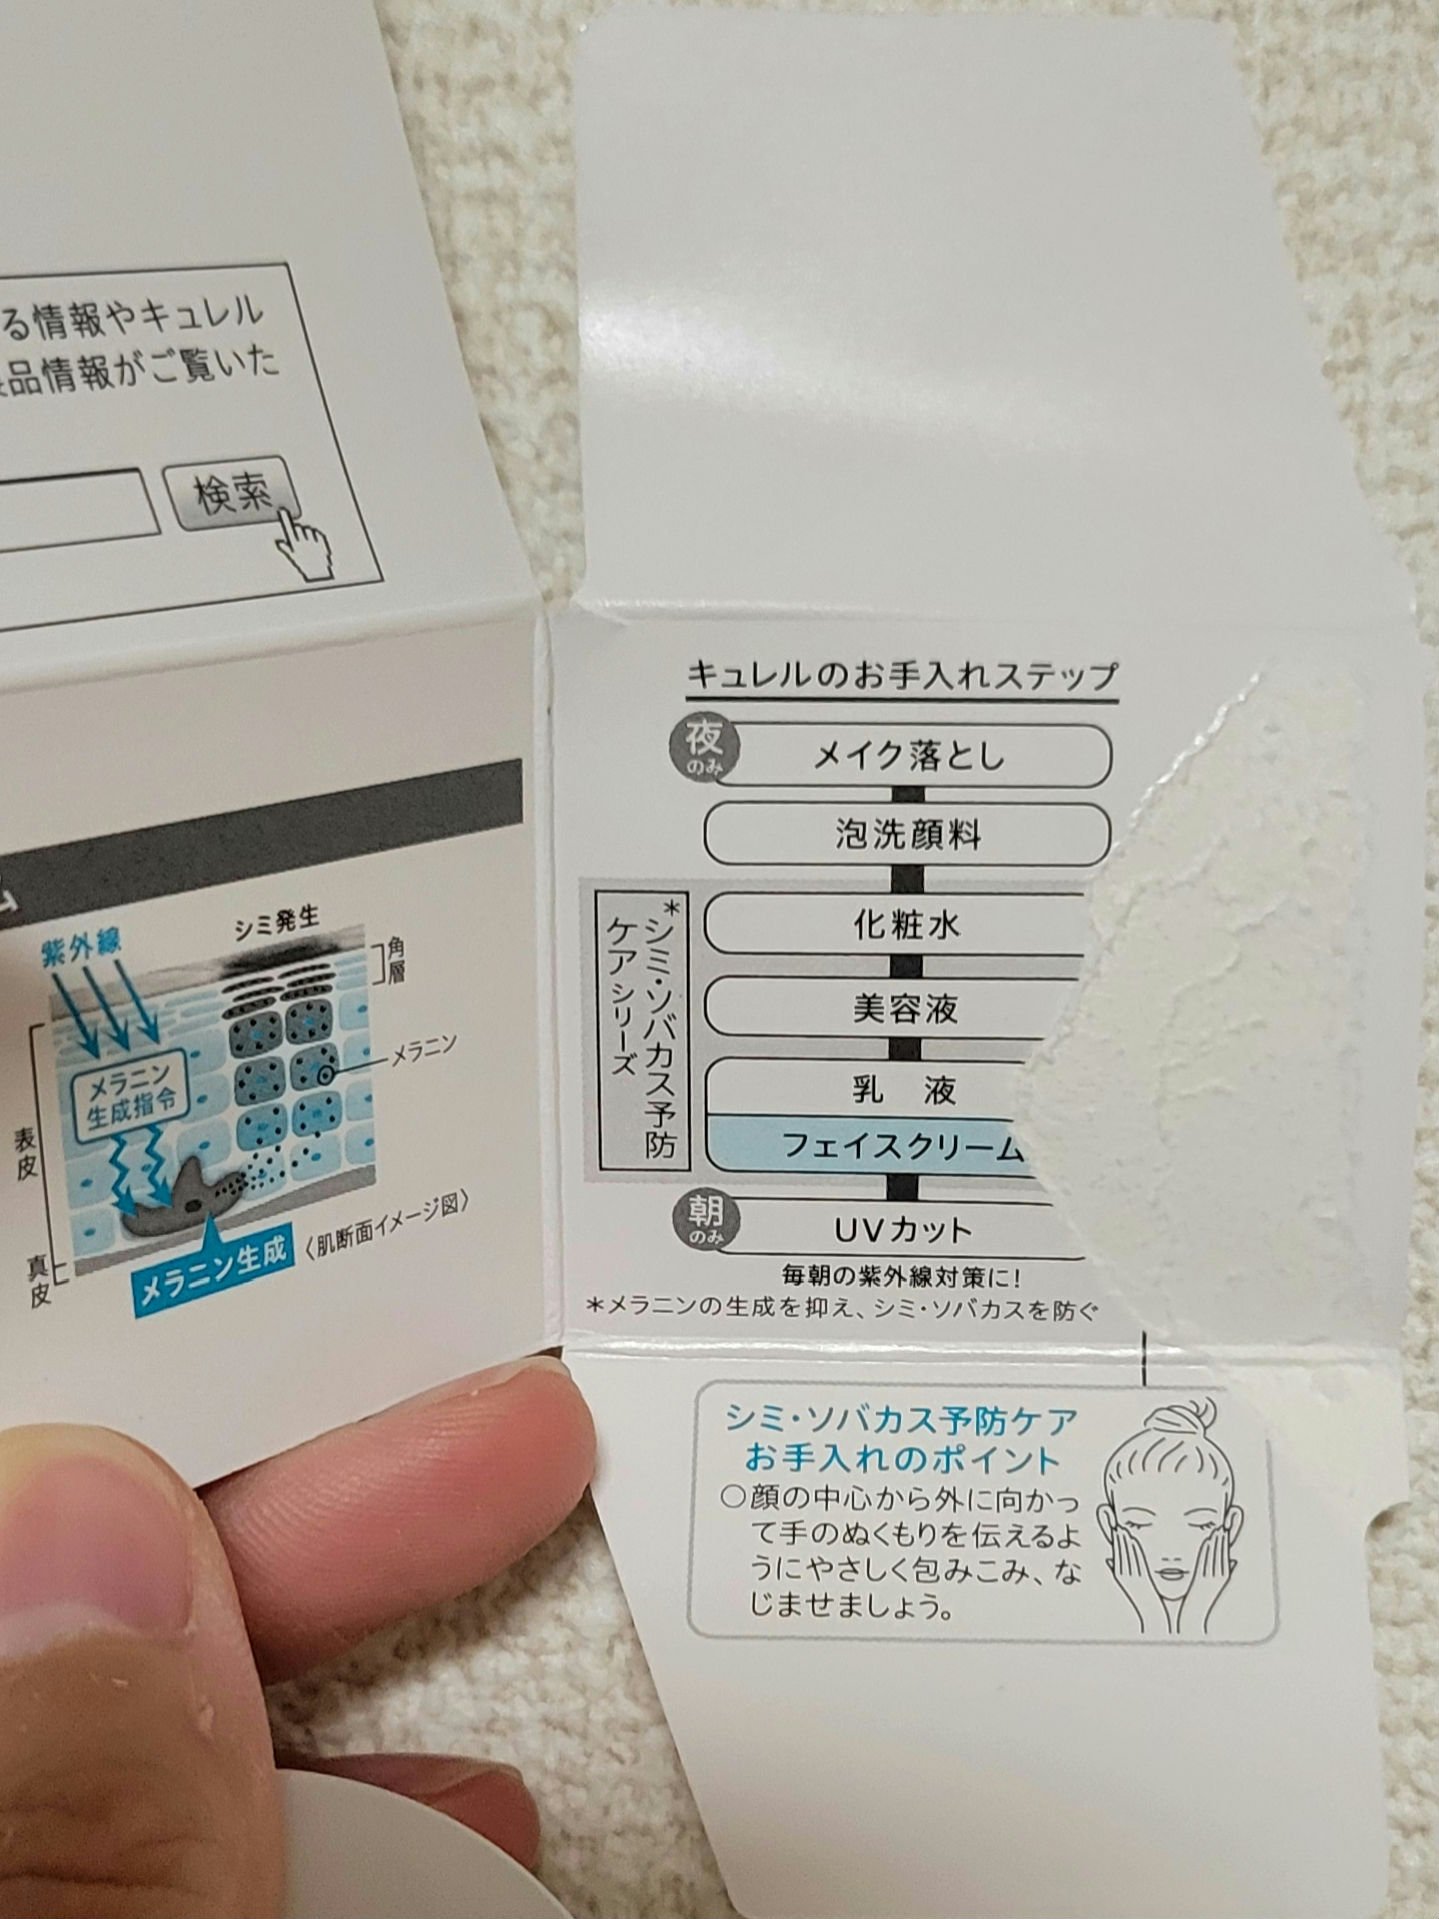 る情報やキュレル
品情報がご覧いた
検索
ム
紫外線
シミ発生
角層
メラニン
生成指令
メラニン
表皮
真皮
メラニン生成
〈肌断面イメージ図〉
キュレルのお手入れステップ
夜
のみ
メイク落とし
泡洗顔料
*シミ・ソバカス予防
ケアシリーズ
化粧水
美容液
乳 液
フェイスクリーム
朝
のみ
UVカット
毎朝の紫外線対策に!
*メラニンの生成を抑え、シミ・ソバカスを防ぐ
シミ・ソバカス予防ケア
お手入れのポイント
○顔の中心から外に向かっ
て手のぬくもりを伝えるよ
うにやさしく包みこみ、な
じませましょう。